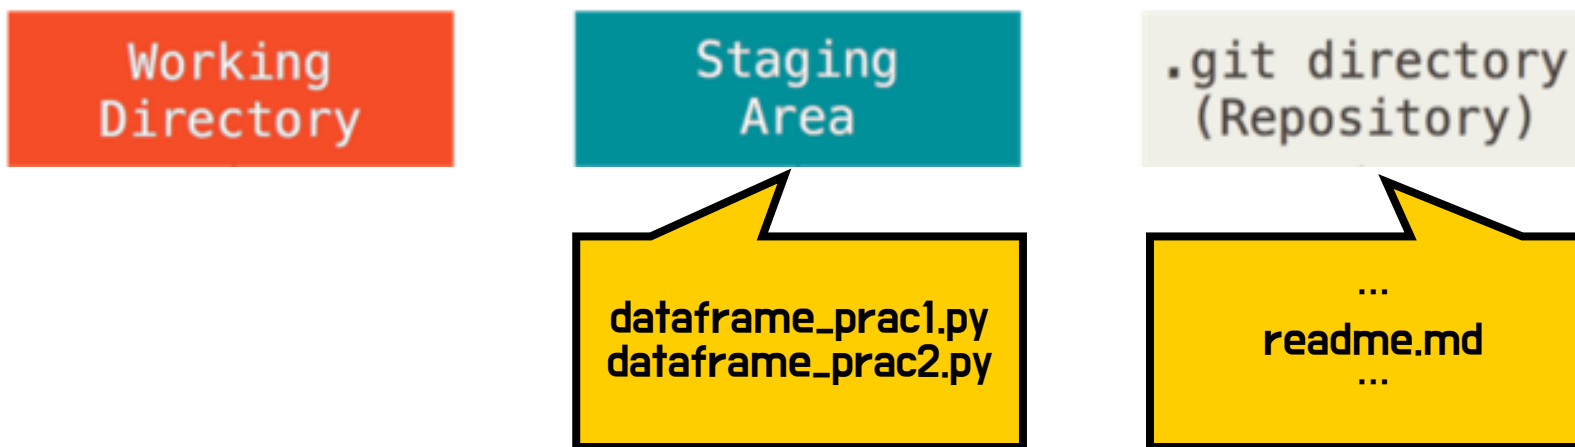 Working
Directory
Staging
Area
.git directory
(Repository)
dataframe_prac1.py
dataframe_prac2.py
...
readme.md
...